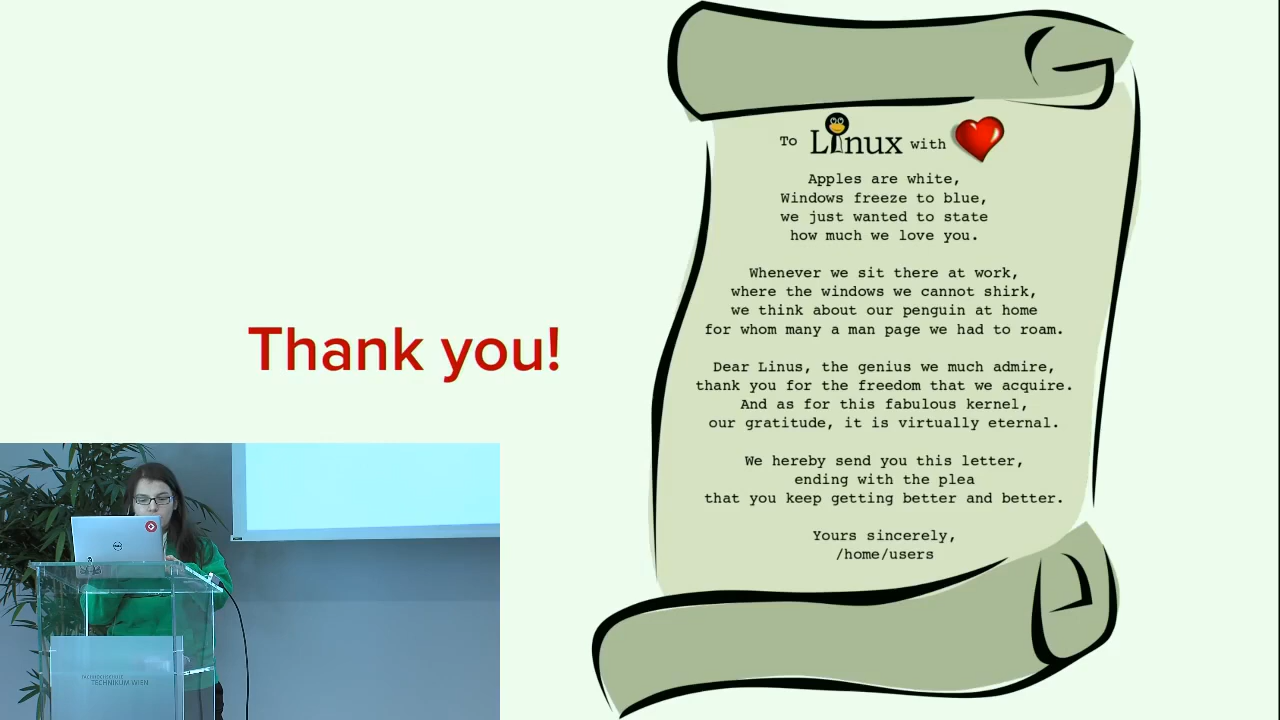 Thank you!
To Linux with
Apples are white,
Windows freeze to blue,
we just wanted to state
how much we love you.
Whenever we sit there at work,
where the windows we cannot shirk,
we think about our penguin at home
for whom many a man page we had to roam.
Dear Linus, the genius we much admire,
thank you for the freedom that we acquire.
And as for this fabulous kernel,
our gratitude, it is virtually eternal.
We hereby send you this letter,
ending with the plea
that you keep getting better and better.
Yours sincerely,
/home/users
TECHNIKUM WIEN